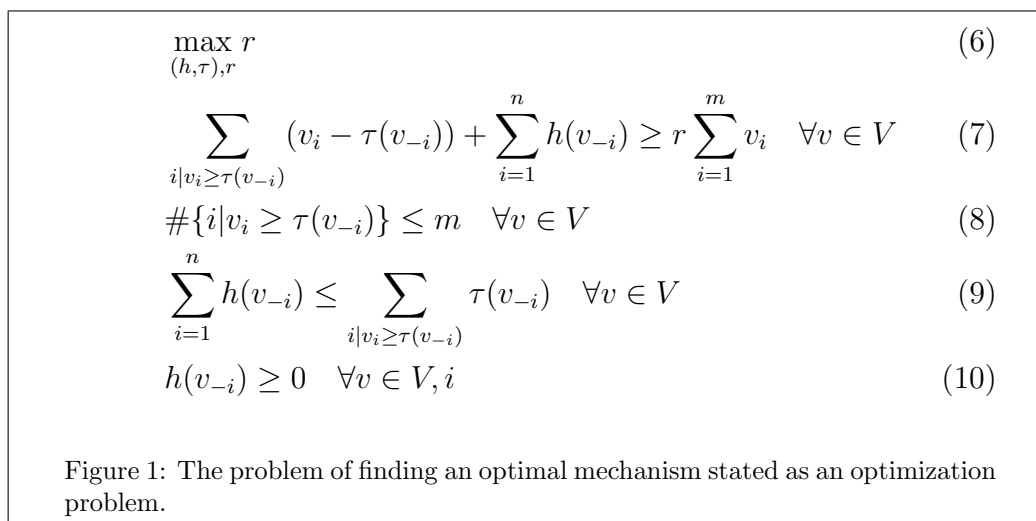 max r (6)
(h,τ),r
∑_{i|v_i≥τ(v_{−i})} (v_i − τ(v_{−i})) + ∑_{i=1}^{n} h(v_{−i}) ≥ r ∑_{i=1}^{m} v_i ∀v ∈ V (7)
#{i|v_i ≥ τ(v_{−i})} ≤ m ∀v ∈ V (8)
∑_{i=1}^{n} h(v_{−i}) ≤ ∑_{i|v_i≥τ(v_{−i})} τ(v_{−i}) ∀v ∈ V (9)
h(v_{−i}) ≥ 0 ∀v ∈ V, i (10)
Figure 1: The problem of finding an optimal mechanism stated as an optimization
problem.